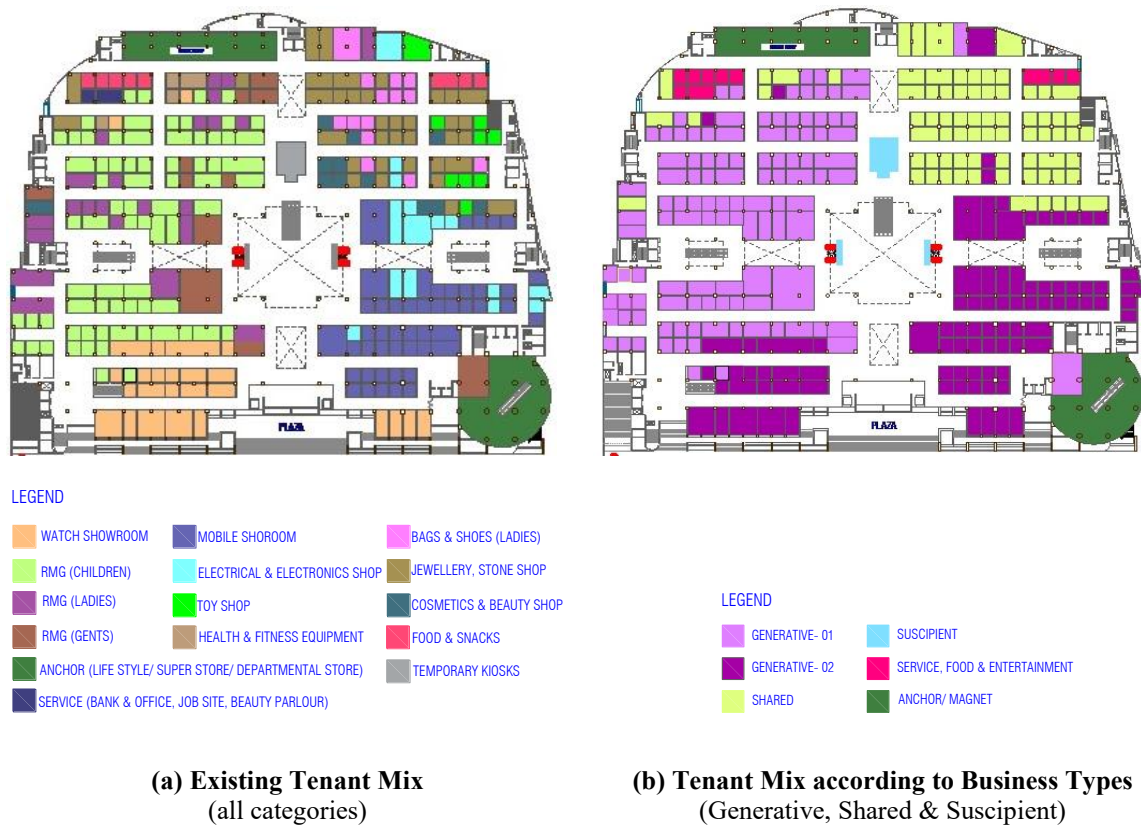 PLAZA
PLAZA
LEGEND
WATCH SHOWROOM
MOBILE SHOROOM
BAGS & SHOES (LADIES)
RMG (CHILDREN)
ELECTRICAL & ELECTRONICS SHOP
JEWELLERY, STONE SHOP
RMG (LADIES)
TOY SHOP
COSMETICS & BEAUTY SHOP
RMG (GENTS)
HEALTH & FITNESS EQUIPMENT
FOOD & SNACKS
ANCHOR (LIFE STYLE/ SUPER STORE/ DEPARTMENTAL STORE)
TEMPORARY KIOSKS
SERVICE (BANK & OFFICE, JOB SITE, BEAUTY PARLOUR)
LEGEND
GENERATIVE- 01
SUSCIPIENT
GENERATIVE- 02
SERVICE, FOOD & ENTERTAINMENT
SHARED
ANCHOR/ MAGNET
(a) Existing Tenant Mix
(all categories)
(b) Tenant Mix according to Business Types
(Generative, Shared & Suscipient)